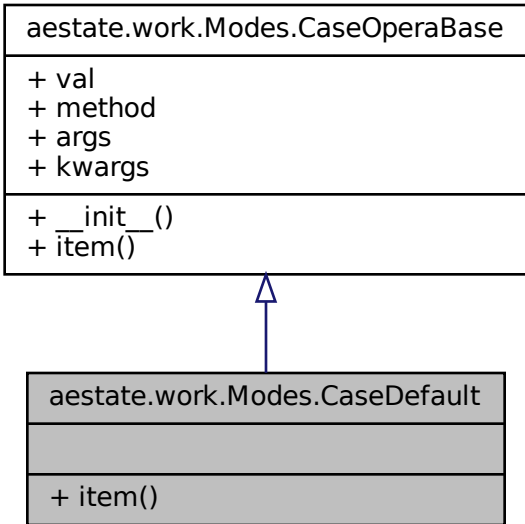 aestate.work.Modes.CaseOperaBase
+ val
+ method
+ args
+ kwargs
+ __init__()
+ item()
aestate.work.Modes.CaseDefault
+ item()